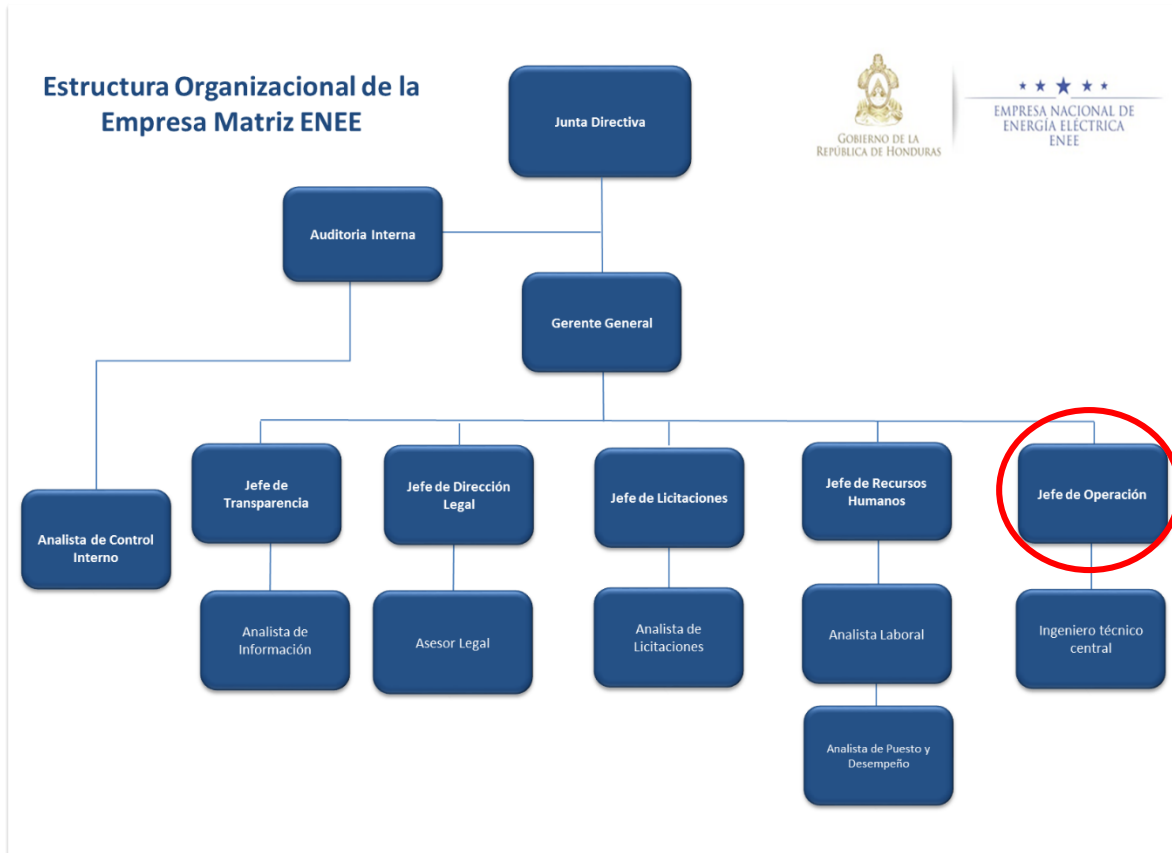 Estructura Organizacional de la
Empresa Matriz ENEE
Junta Directiva
GOBIERNO DE LA
REPÚBLICA DE HONDURAS
EMPRESA NACIONAL DE
ENERGÍA ELÉCTRICA
ENEE
Auditoria Interna
Gerente General
Jefe de
Transparencia
Jefe de Dirección
Legal
Jefe de Licitaciones
Jefe de Recursos
Humanos
Jefe de Operación
Analista de Control
Interno
Analista de
Información
Asesor Legal
Analista de
Licitaciones
Analista Laboral
Ingeniero técnico
central
Analista de Puesto y
Desempeño